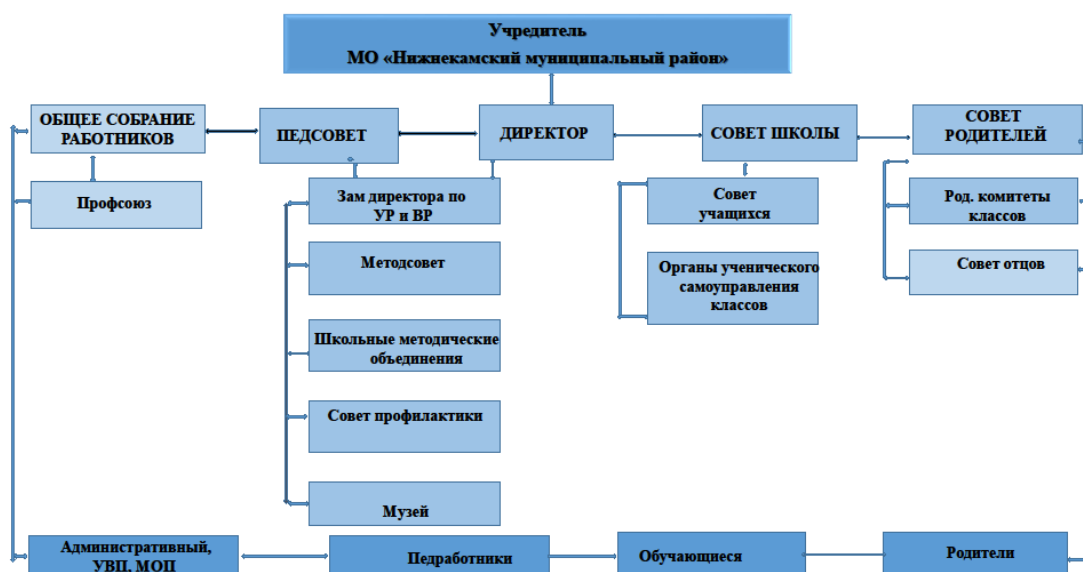 Учредитель
МО «Нижнекамский муниципальный район»
ОБЩЕЕ СОБРАНИЕ
РАБОТНИКОВ
ПЕДСОВЕТ
ДИРЕКТОР
СОВЕТ ШКОЛЫ
СОВЕТ
РОДИТЕЛЕЙ
Профсоюз
Зам директора по
УР и ВР
Совет
учащихся
Род. комитеты
классов
Методсовет
Органы ученического
самоуправления
классов
Совет отцов
Школьные методические
объединения
Совет профилактики
Музей
Административный,
УВП, МОП
Педработники
Обучающиеся
Родители